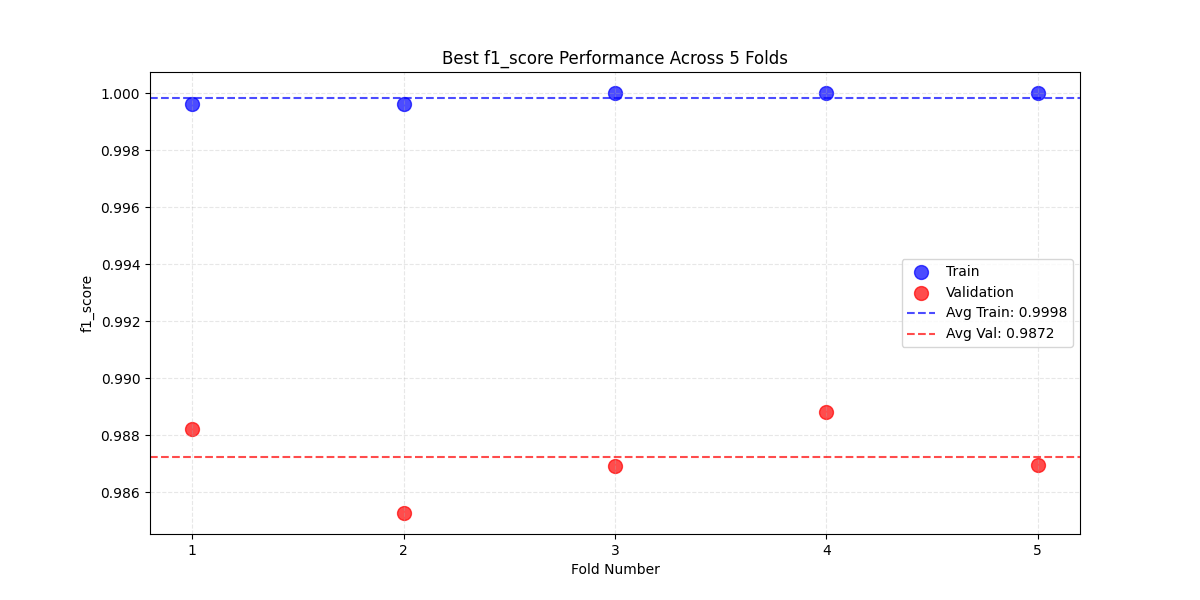 Best f1_score Performance Across 5 Folds
f1_score
1.000
0.998
0.996
0.994
0.992
0.990
0.988
0.986
Train
Validation
Avg Train: 0.9998
Avg Val: 0.9872
1 2 3 4 5
Fold Number